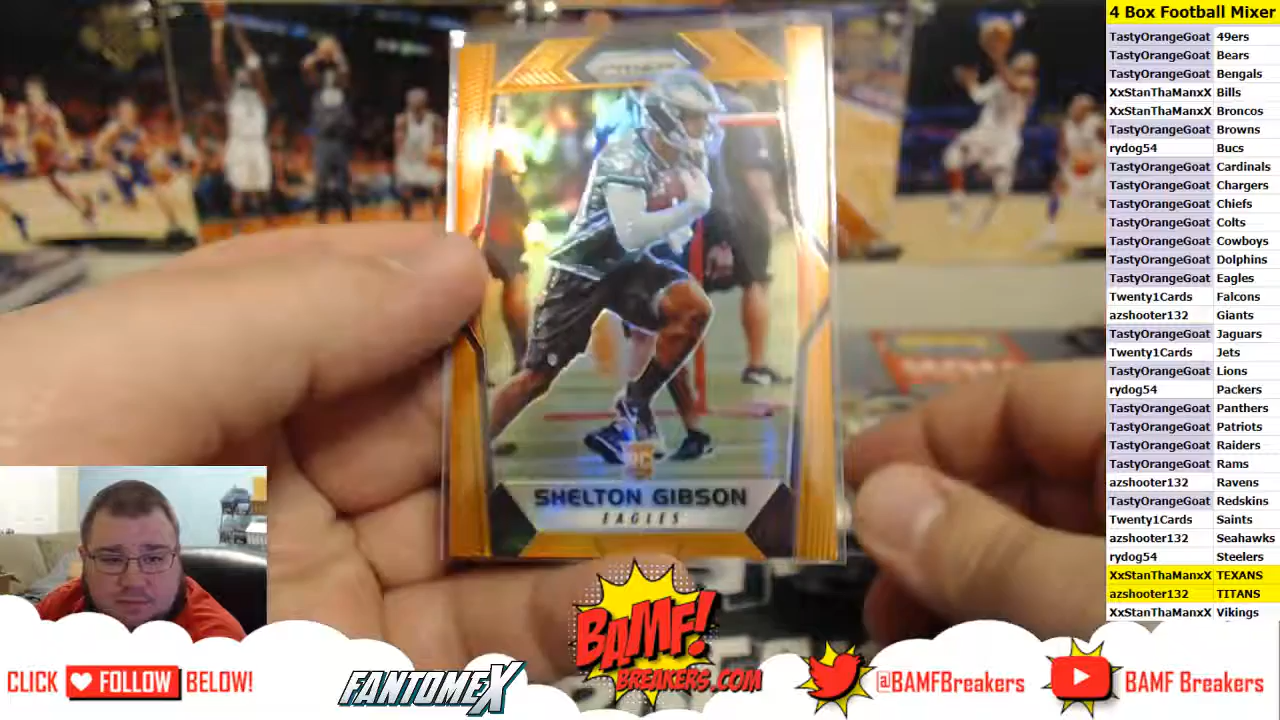 4 Box Football Mixer
TastyOrangeGoat 49ers
TastyOrangeGoat Bears
TastyOrangeGoat Bengals
XxStanThaManxX Bills
XxStanThaManxX Broncos
TastyOrangeGoat Browns
rydog54 Bucs
TastyOrangeGoat Cardinals
TastyOrangeGoat Chargers
TastyOrangeGoat Chiefs
TastyOrangeGoat Colts
TastyOrangeGoat Cowboys
TastyOrangeGoat Dolphins
TastyOrangeGoat Eagles
Twenty1Cards Falcons
azshooter132 Giants
TastyOrangeGoat Jaguars
Twenty1Cards Jets
TastyOrangeGoat Lions
rydog54 Packers
TastyOrangeGoat Panthers
TastyOrangeGoat Patriots
TastyOrangeGoat Raiders
TastyOrangeGoat Rams
azshooter132 Ravens
TastyOrangeGoat Redskins
Twenty1Cards Saints
azshooter132 Seahawks
rydog54 Steelers
XxStanThaManxX TEXANS
azshooter132 TITANS
XxStanThaManxX Vikings
PRIZM
RC
SHELTON GIBSON
EAGLES
CLICK FOLLOW BELOW!
FANTOMEX
BAMF!
BREAKERS.COM
@BAMFBreakers
BAMF Breakers